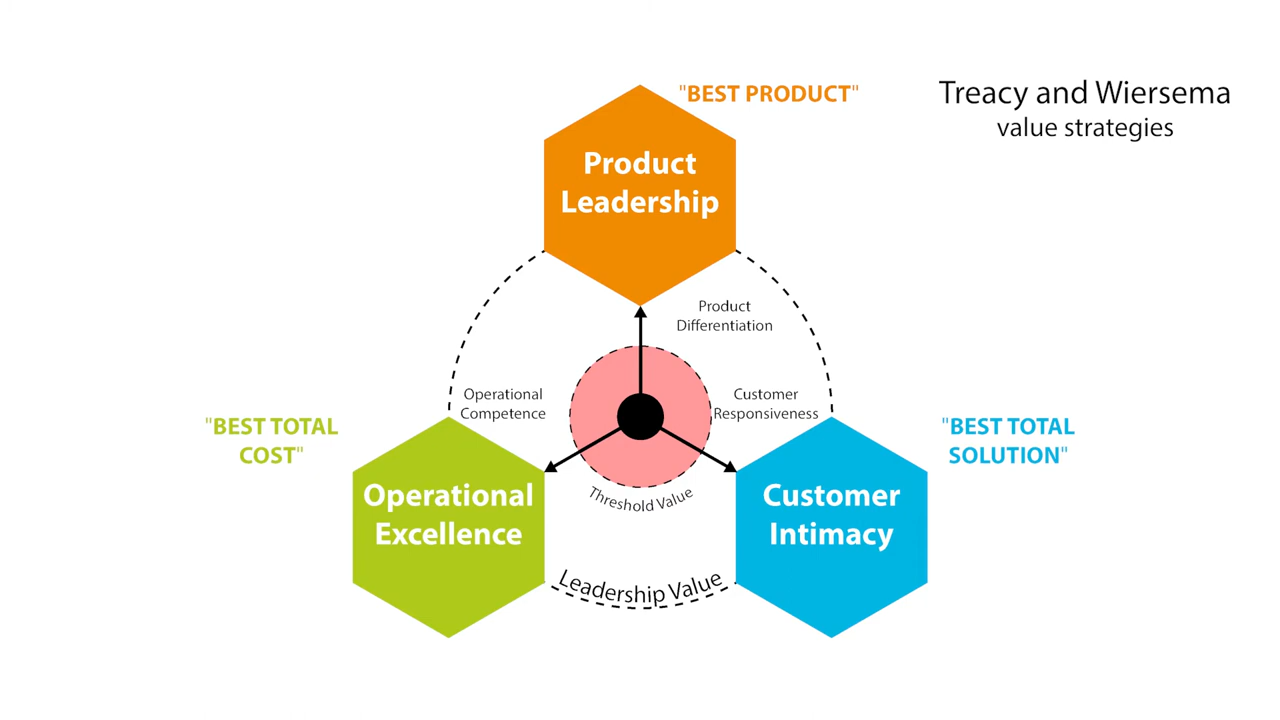 Treacy and Wiersema
value strategies
"BEST PRODUCT"
Product
Leadership
Product
Differentiation
Operational
Competence
Customer
Responsiveness
"BEST TOTAL
COST"
"BEST TOTAL
SOLUTION"
Operational
Excellence
Threshold Value
Customer
Intimacy
Leadership Value